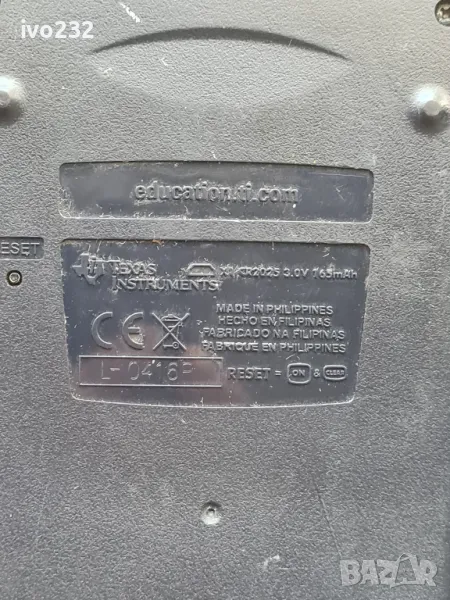 ivo232
education.ti.com
RESET
TEXAS INSTRUMENTS
CR2025 3.0V 165mAh
MADE IN PHILIPPINES
HECHO EN FILIPINAS
FABRICADO NA FILIPINAS
FABRIQUÉ EN PHILIPPINES
L-0416P
RESET = ON & CLEAR
BAZAR